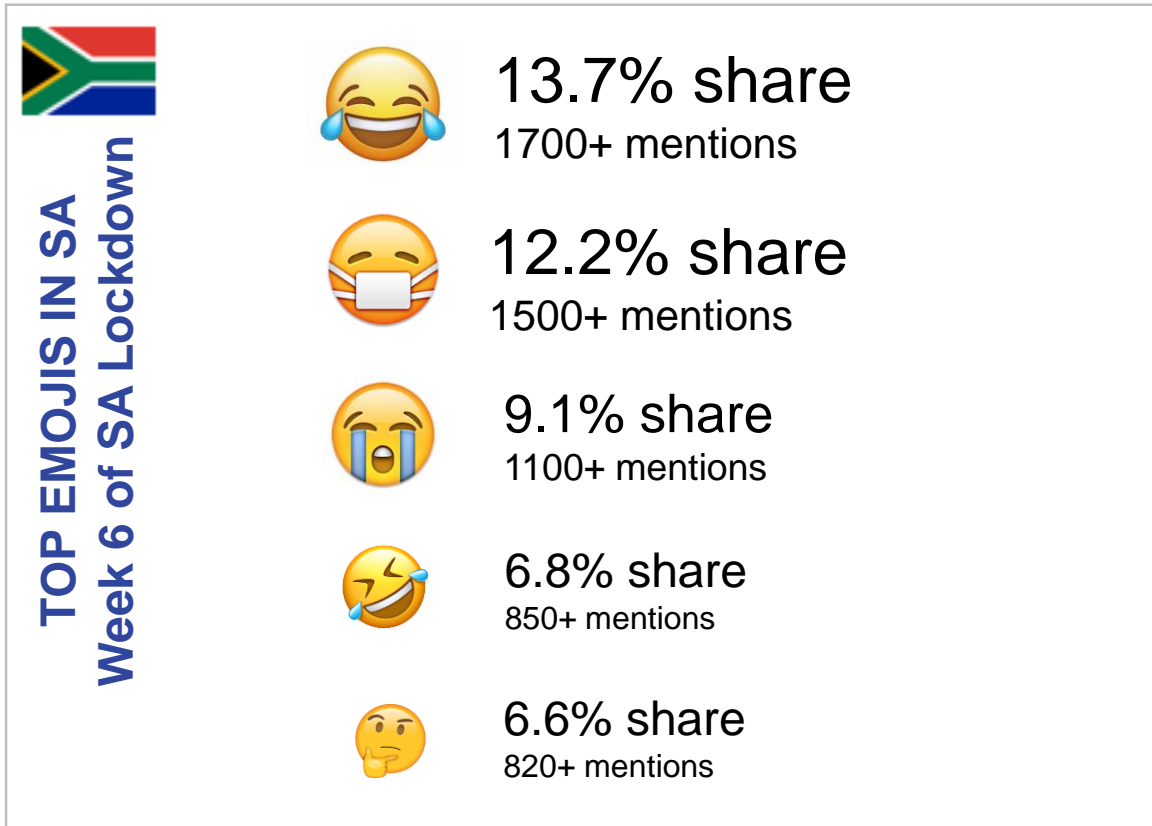 TOP EMOJIS IN SA
Week 6 of SA Lockdown
13.7% share
1700+ mentions
12.2% share
1500+ mentions
9.1% share
1100+ mentions
6.8% share
850+ mentions
6.6% share
820+ mentions